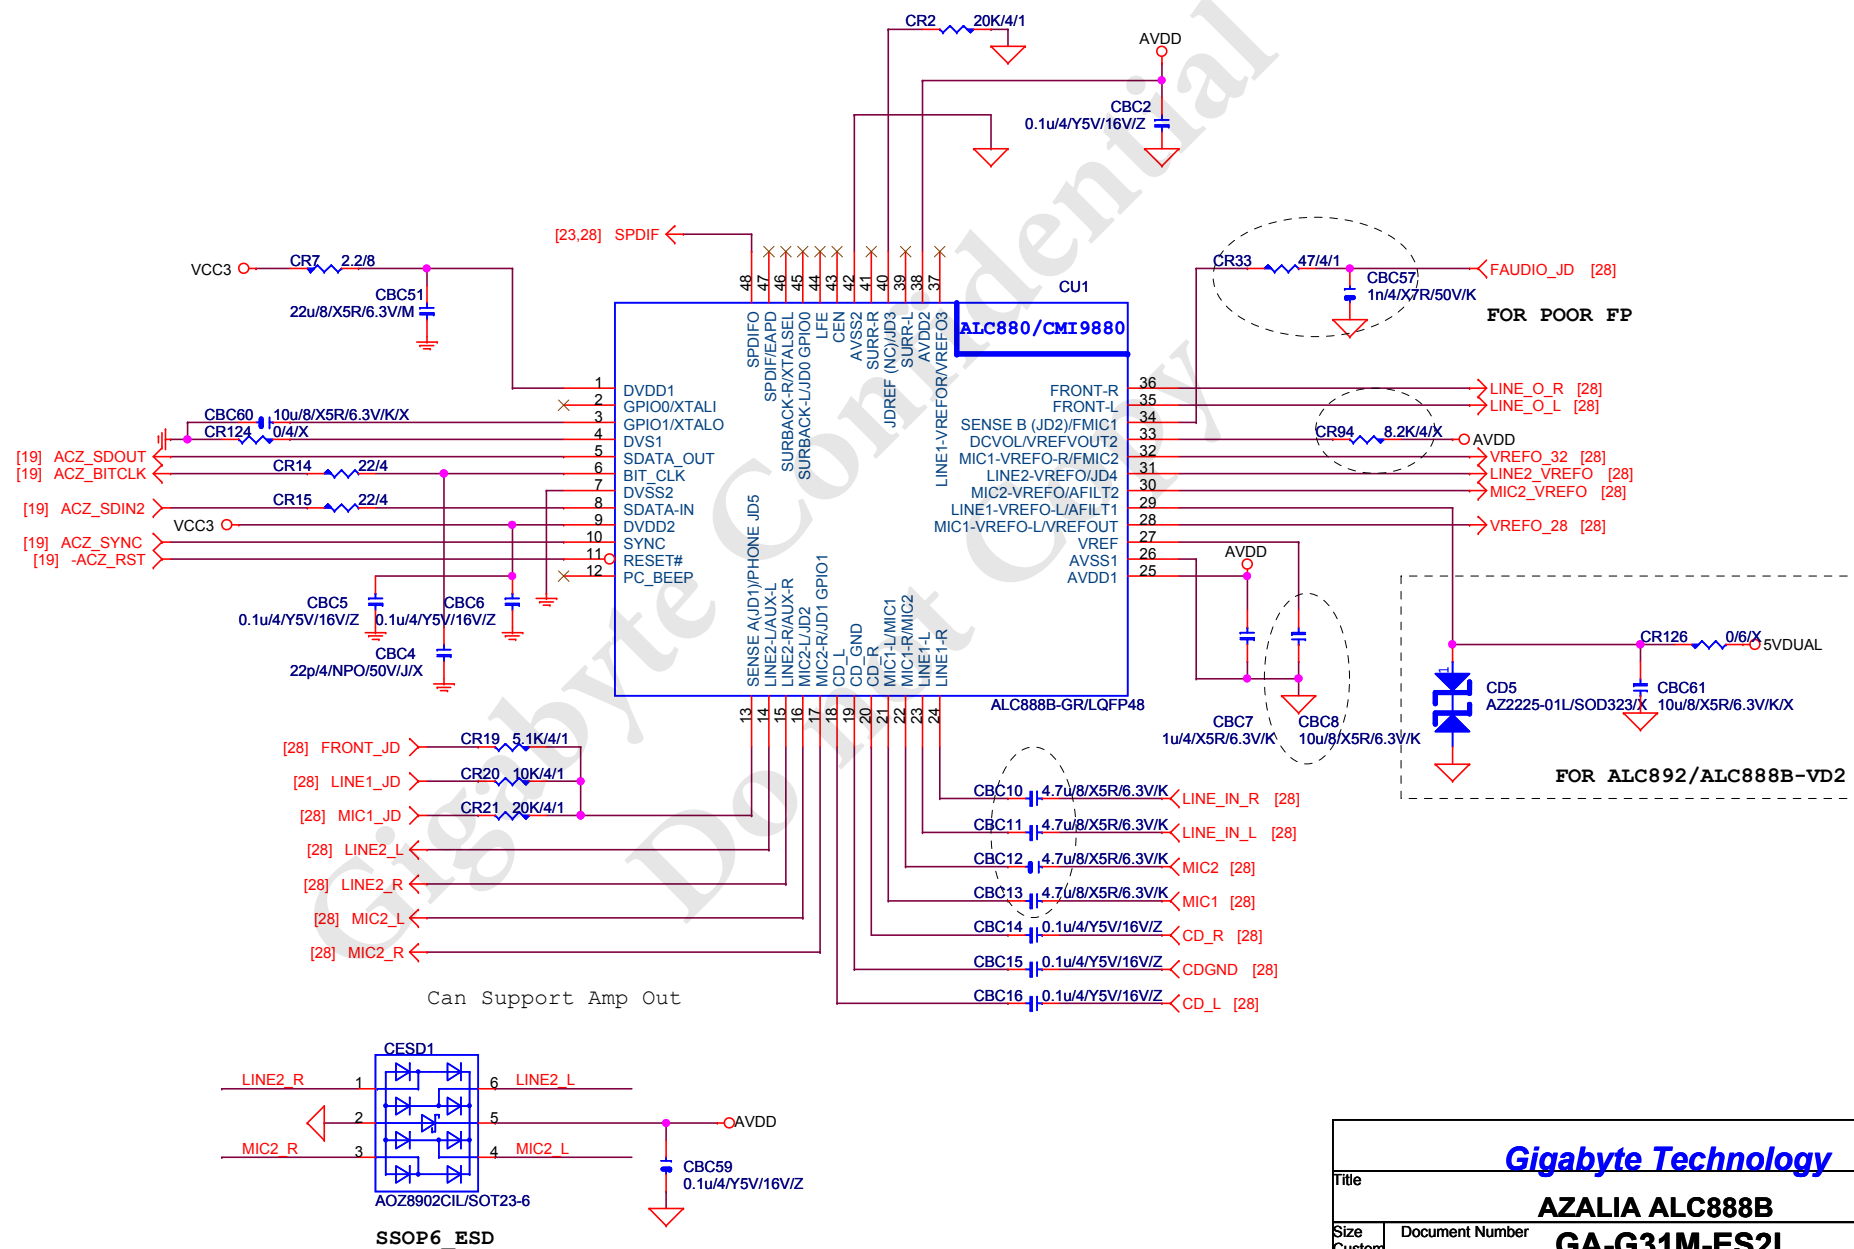 CR2 20K/4/1
AVDD
CBC2
0.1u/4/Y5V/16V/Z
[23,28] SPDIF
VCC3
CR7 2.2/8
CBC51
22u/8/X5R/6.3V/M
CR33 47/4/1
CBC57
1n/4/X7R/50V/K
FAUDIO_JD [28]
FOR POOR FP
CU1
ALC880/CMI9880
48 47 46 45 44 43 42 41 40 39 38 37
SPDIFO
SPDIF/EAPD
SURBACK-R/XTALSEL
SURBACK-L/JD0 GPIO0
LFE
CEN
AVSS2
SURR-R
JDREF (NC)/JD3
SURR-L
AVDD2
LINE1-VREFOR/VREFO3
1 DVDD1
2 GPIO0/XTALI
3 GPIO1/XTALO
4 DVS1
5 SDATA_OUT
6 BIT_CLK
7 DVSS2
8 SDATA-IN
9 DVDD2
10 SYNC
11 RESET#
12 PC_BEEP
FRONT-R 36
FRONT-L 35
SENSE B (JD2)/FMIC1 34
DCVOL/VREFVOUT2 33
MIC1-VREFO-R/FMIC2 32
LINE2-VREFO/JD4 31
MIC2-VREFO/AFILT2 30
LINE1-VREFO-L/AFILT1 29
MIC1-VREFO-L/VREFOUT 28
VREF 27
AVSS1 26
AVDD1 25
CBC60 10u/8/X5R/6.3V/K/X
CR124 0/4/X
[19] ACZ_SDOUT
[19] ACZ_BITCLK
CR14 22/4
[19] ACZ_SDIN2
CR15 22/4
VCC3
[19] ACZ_SYNC
[19] -ACZ_RST
CBC5
0.1u/4/Y5V/16V/Z
CBC6
0.1u/4/Y5V/16V/Z
CBC4
22p/4/NPO/50V/J/X
LINE_O_R [28]
LINE_O_L [28]
CR94 8.2K/4/X
AVDD
VREFO_32 [28]
LINE2_VREFO [28]
MIC2_VREFO [28]
VREFO_28 [28]
AVDD
CBC7
1u/4/X5R/6.3V/K
CBC8
10u/8/X5R/6.3V/K
CR126 0/6/X
5VDUAL
1
CD5
AZ2225-01L/SOD323/X
CBC61
10u/8/X5R/6.3V/K/X
FOR ALC892/ALC888B-VD2
SENSE A(JD1)/PHONE JD5
LINE2-L/AUX-L
LINE2-R/AUX-R
MIC2-L/JD2
MIC2-R/JD1 GPIO1
CD_L
CD_GND
CD_R
MIC1-L/MIC1
MIC1-R/MIC2
LINE1-L
LINE1-R
13 14 15 16 17 18 19 20 21 22 23 24
ALC888B-GR/LQFP48
[28] FRONT_JD
CR19 5.1K/4/1
[28] LINE1_JD
CR20 10K/4/1
[28] MIC1_JD
CR21 20K/4/1
[28] LINE2_L
[28] LINE2_R
[28] MIC2_L
[28] MIC2_R
CBC10 4.7u/8/X5R/6.3V/K LINE_IN_R [28]
CBC11 4.7u/8/X5R/6.3V/K LINE_IN_L [28]
CBC12 4.7u/8/X5R/6.3V/K MIC2 [28]
CBC13 4.7u/8/X5R/6.3V/K MIC1 [28]
CBC14 0.1u/4/Y5V/16V/Z CD_R [28]
CBC15 0.1u/4/Y5V/16V/Z CDGND [28]
CBC16 0.1u/4/Y5V/16V/Z CD_L [28]
Can Support Amp Out
CESD1
LINE2_R 1
6 LINE2_L
2
5 AVDD
MIC2_R 3
4 MIC2_L
CBC59
0.1u/4/Y5V/16V/Z
AOZ8902CIL/SOT23-6
SSOP6_ESD
Gigabyte Confidential
Do not Copy
Gigabyte Technology
Title
AZALIA ALC888B
Size
Custom
Document Number
GA-G31M-ES2L